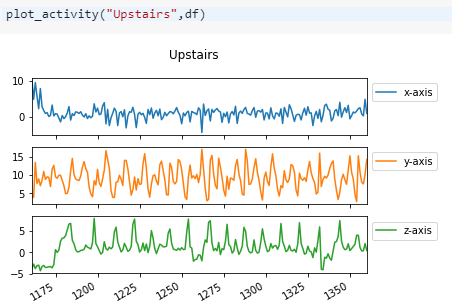 plot_activity("Upstairs",df)
Upstairs
10
0
x-axis
15
10
5
y-axis
5
0
−5
z-axis
1175 1200 1225 1250 1275 1300 1325 1350